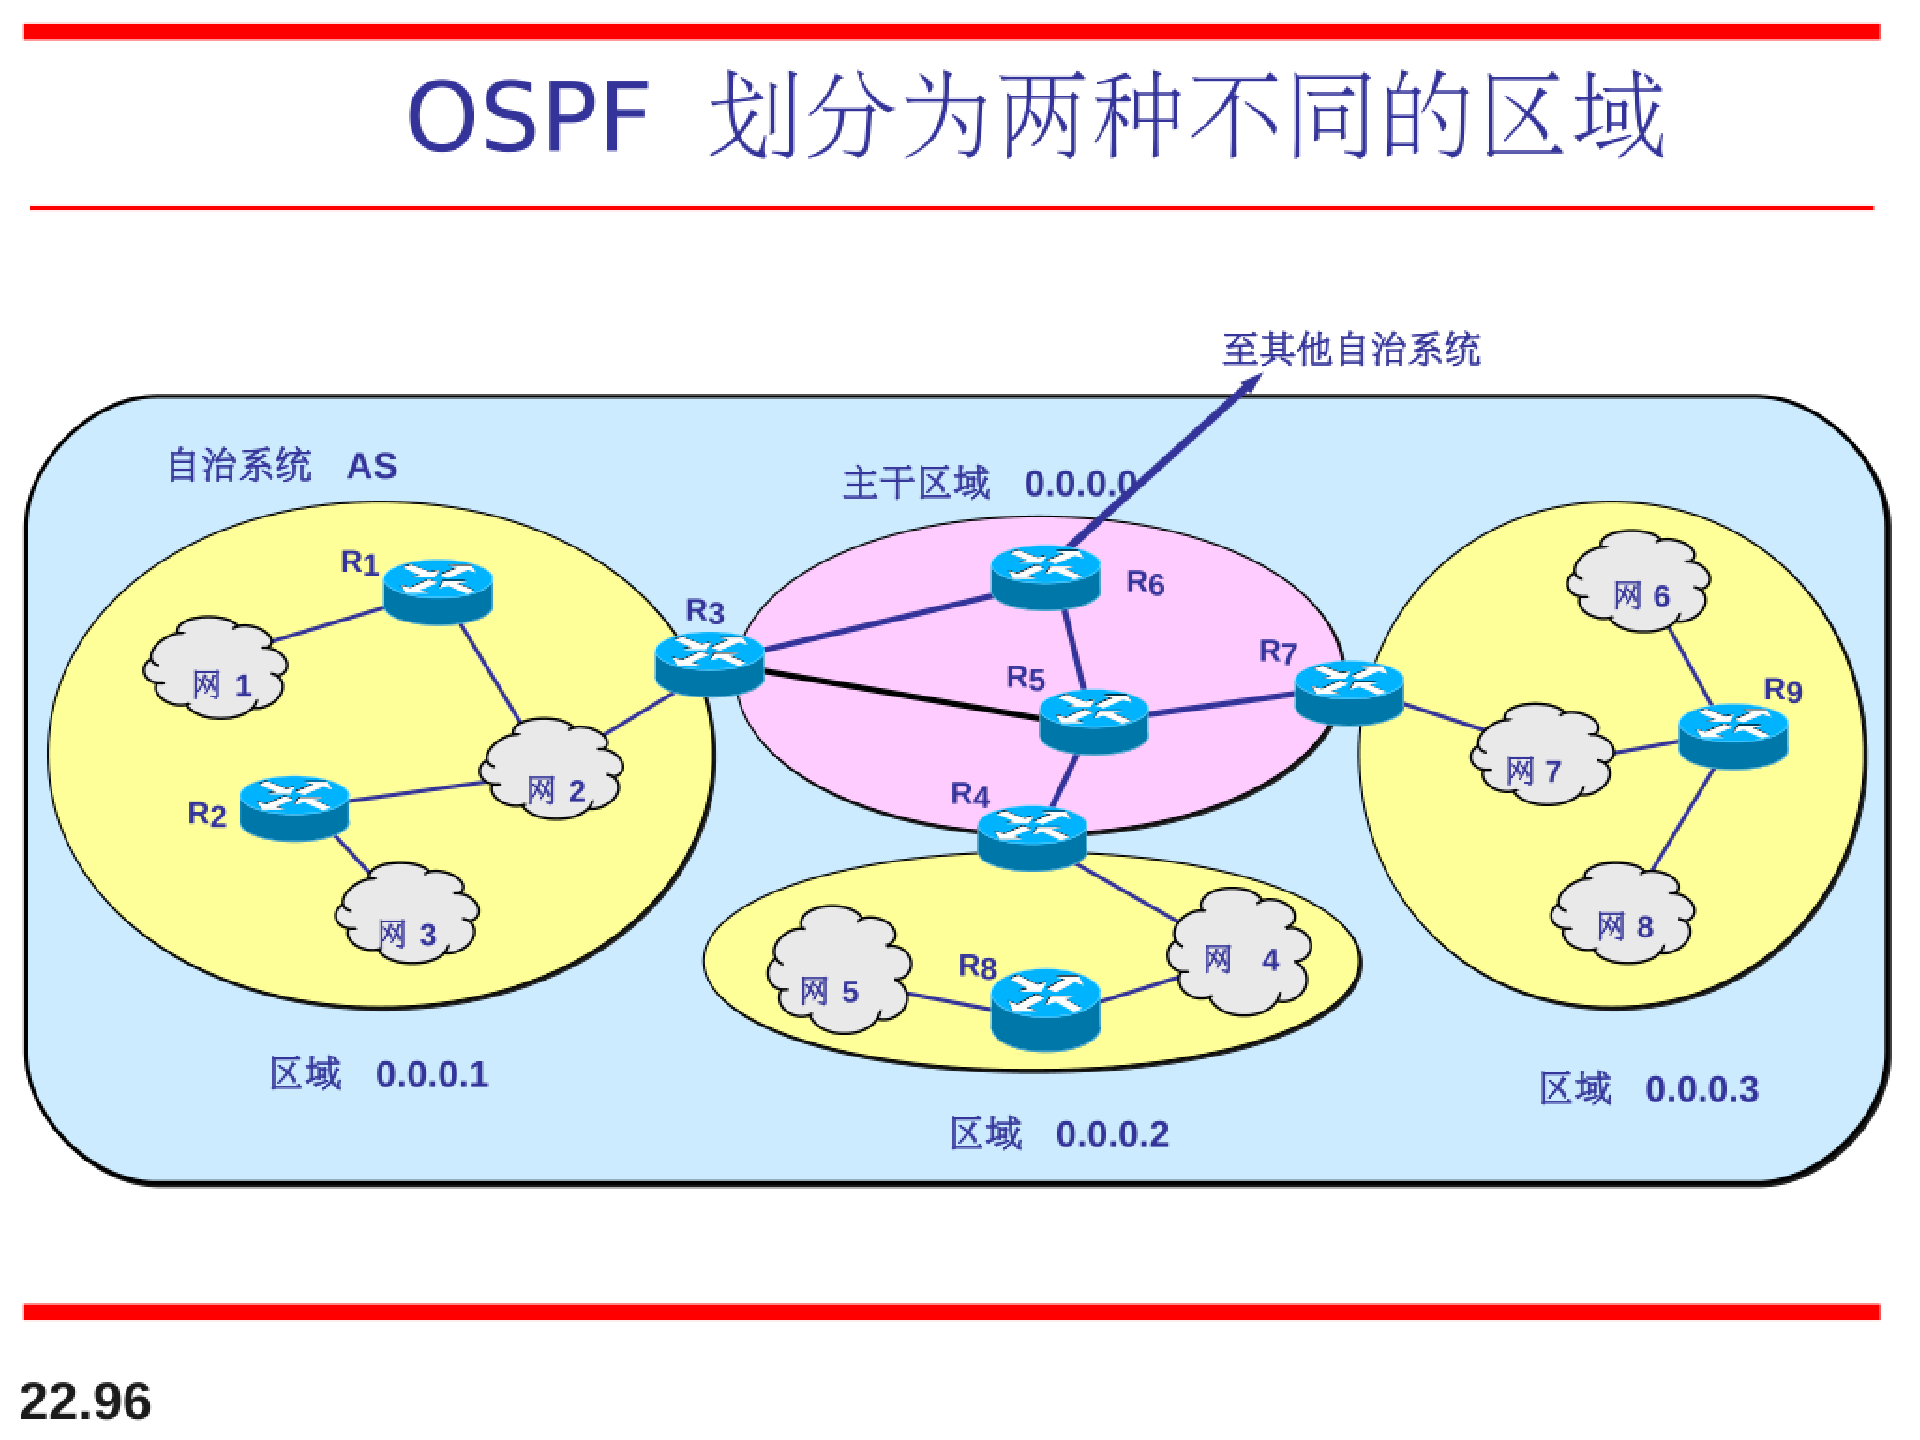 OSPF 划分为两种不同的区域
至其他自治系统
自治系统 AS
主干区域 0.0.0.0
R1
R3
R6
网 6
R7
R5
R9
网 1
网 7
网 2
R4
R2
网 3
网 8
网 4
R8
网 5
区域 0.0.0.1
区域 0.0.0.3
区域 0.0.0.2
22.96